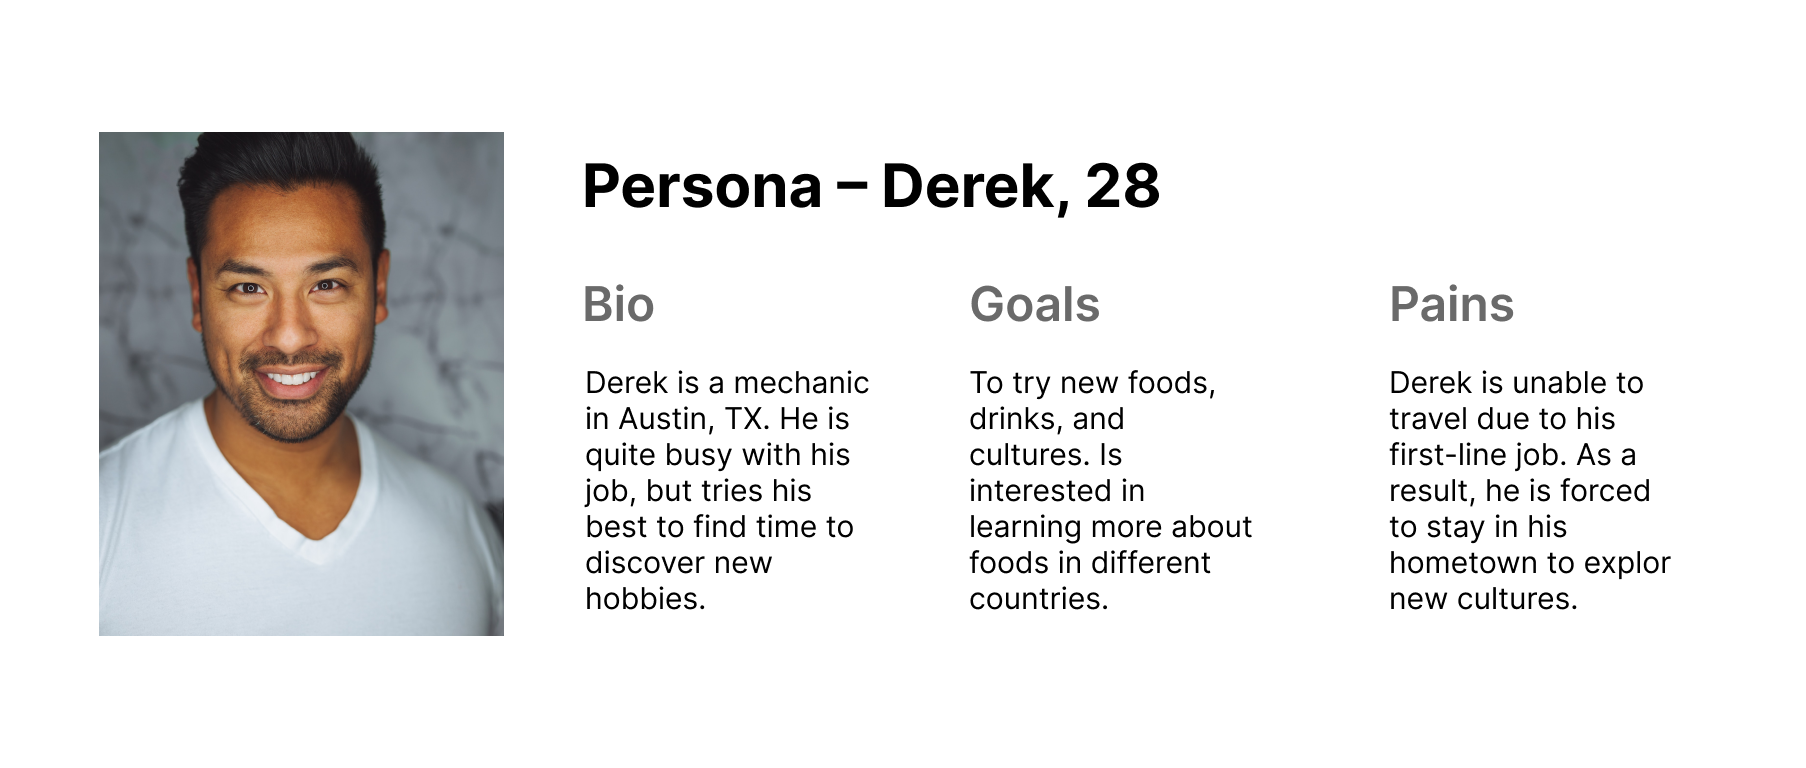 Persona – Derek, 28
Bio
Derek is a mechanic
in Austin, TX. He is
quite busy with his
job, but tries his
best to find time to
discover new
hobbies.
Goals
To try new foods,
drinks, and
cultures. Is
interested in
learning more about
foods in different
countries.
Pains
Derek is unable to
travel due to his
first-line job. As a
result, he is forced
to stay in his
hometown to explor
new cultures.